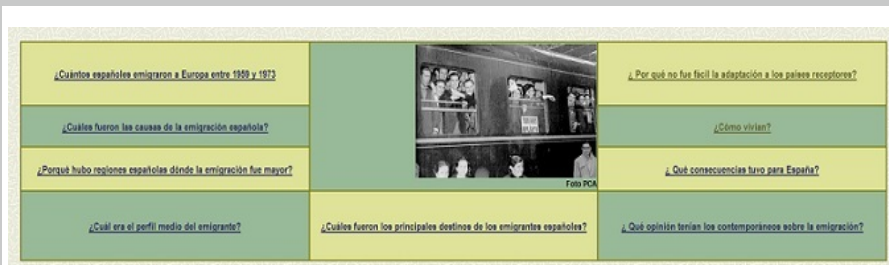 ¿Cuántos españoles emigraron a Europa entre 1959 y 1973
¿Por qué no fue fácil la adaptación a los países receptores?
¿Cuáles fueron las causas de la emigración española?
¿Cómo vivían?
¿Porqué hubo regiones españolas dónde la emigración fue mayor?
Foto PCA
¿ Qué consecuencias tuvo para España?
¿Cuál era el perfil medio del emigrante?
¿Cuáles fueron los principales destinos de los emigrantes españoles?
¿ Qué opinión tenían los contemporáneos sobre la emigración?